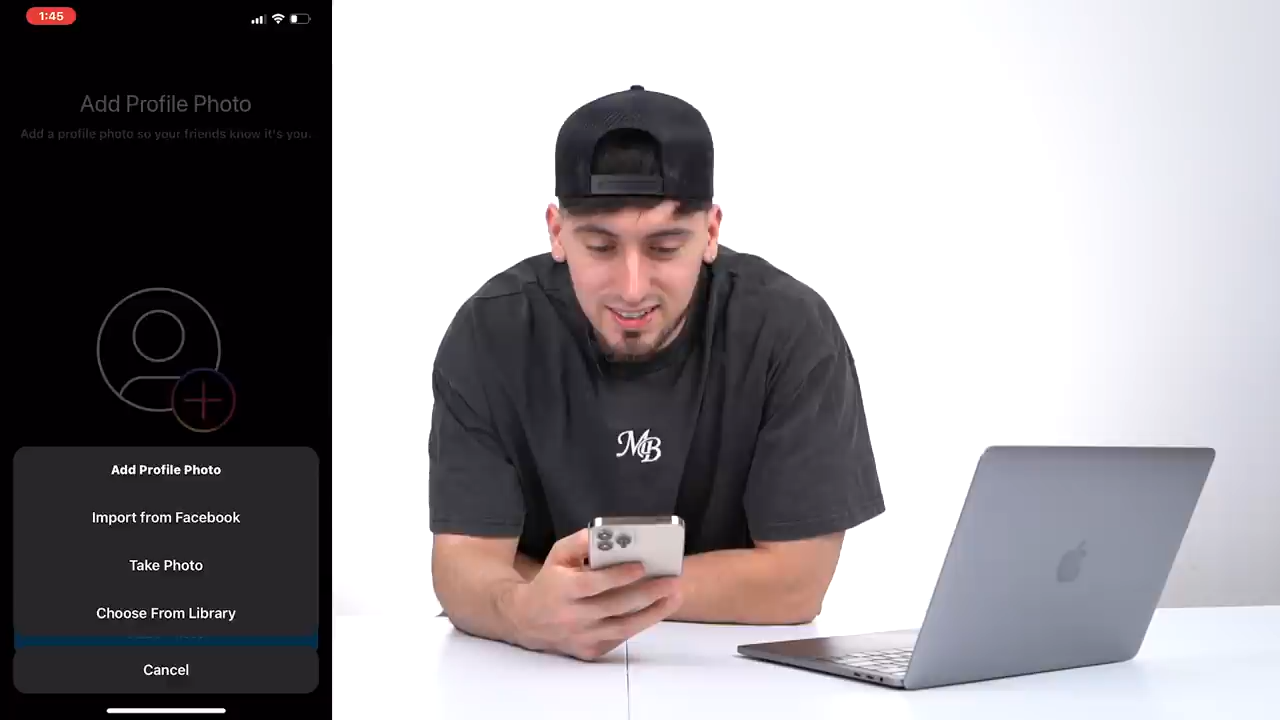 1:45
Add Profile Photo
Add a profile photo so your friends know it's you.
Add Profile Photo
Import from Facebook
Take Photo
Choose From Library
Cancel
MB